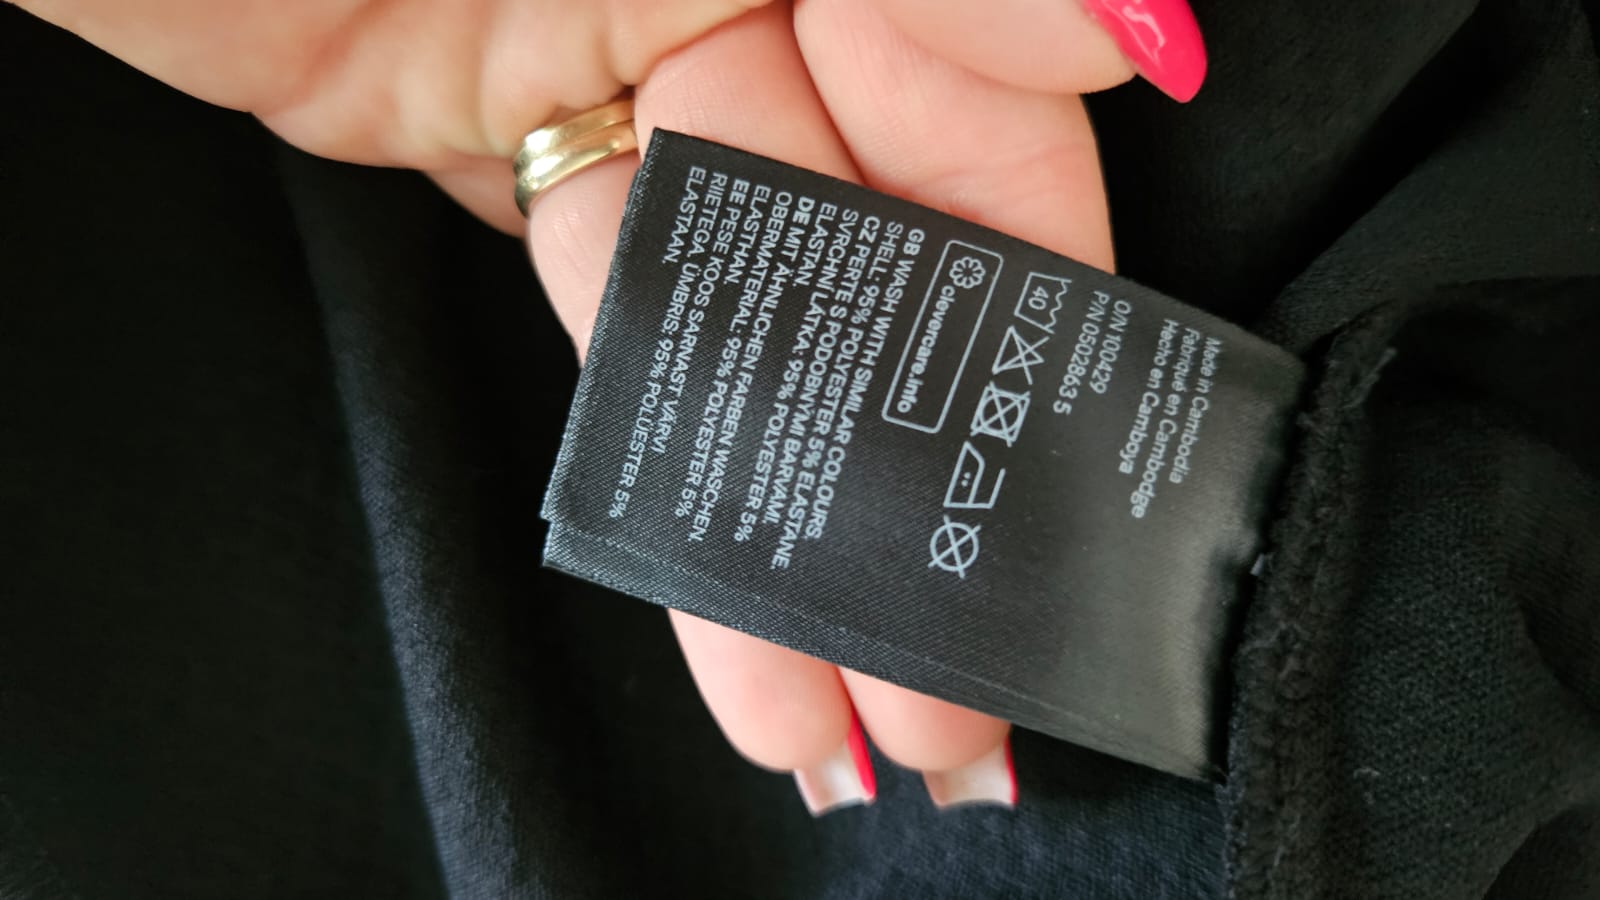 Made in Cambodia
Fabriqué en Cambodge
Hecho en Camboya
O/N 100429
P/N 0502863 5
40
clevercare.info
GB WASH WITH SIMILAR COLOURS.
SHELL: 95% POLYESTER 5% ELASTANE.
CZ PERTE S PODOBNÝMI BARVAMI.
SVRCHNÍ LÁTKA: 95% POLYESTER 5%
ELASTAN.
DE MIT ÄHNLICHEN FARBEN WASCHEN.
OBERMATERIAL: 95% POLYESTER 5%
ELASTHAN.
EE PESE KOOS SARNAST VÄRVI
RIIETEGA. ÜMBRIS: 95% POLÜESTER 5%
ELASTAAN.